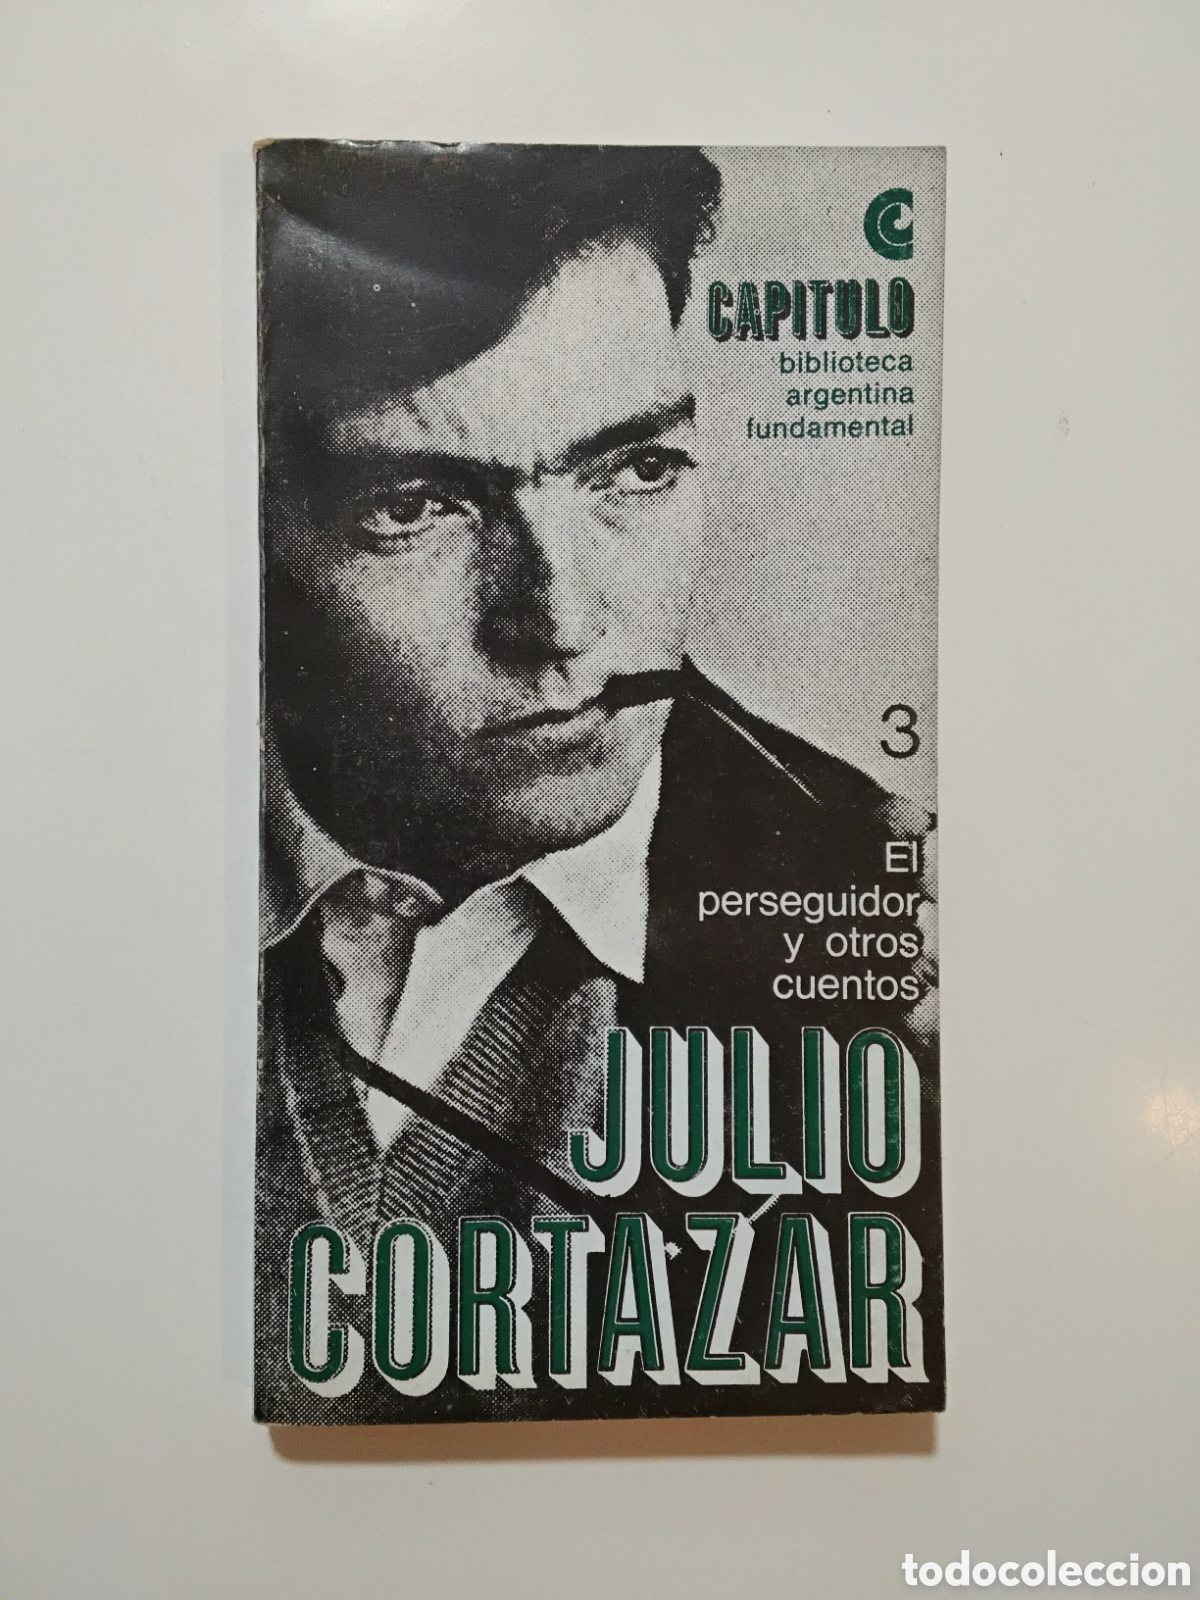 CAPITULO
biblioteca
argentina
fundamental
3
El
perseguidor
y otros
cuentos
JULIO
CORTAZAR
todocoleccion